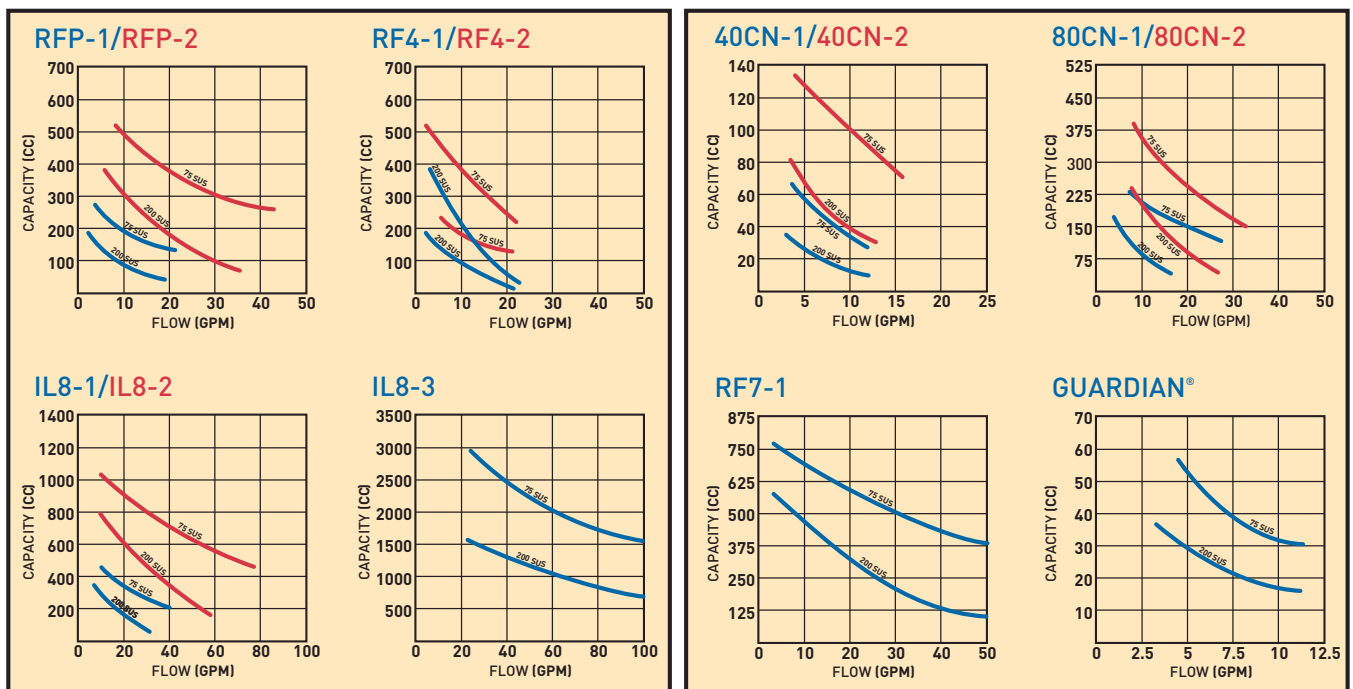 RFP-1/RFP-2
CAPACITY (CC)
700
600
500
400
300
200
100
75 SUS
200 SUS
75 SUS
200 SUS
0 10 20 30 40 50
FLOW (GPM)
RF4-1/RF4-2
CAPACITY (CC)
700
600
500
400
300
200
100
75 SUS
200 SUS
75 SUS
200 SUS
0 10 20 30 40 50
FLOW (GPM)
40CN-1/40CN-2
CAPACITY (CC)
140
120
100
80
60
40
20
75 SUS
200 SUS
75 SUS
200 SUS
0 5 10 15 20 25
FLOW (GPM)
80CN-1/80CN-2
CAPACITY (CC)
525
450
375
300
225
150
75
75 SUS
75 SUS
200 SUS
200 SUS
0 10 20 30 40 50
FLOW (GPM)
IL8-1/IL8-2
CAPACITY (CC)
1400
1200
1000
800
600
400
200
75 SUS
200 SUS
75 SUS
200 SUS
0 20 40 60 80 100
FLOW (GPM)
IL8-3
CAPACITY (CC)
3500
3000
2500
2000
1500
1000
500
75 SUS
200 SUS
0 20 40 60 80 100
FLOW (GPM)
RF7-1
CAPACITY (CC)
875
750
625
500
375
250
125
75 SUS
200 SUS
0 10 20 30 40 50
FLOW (GPM)
GUARDIAN®
CAPACITY (CC)
70
60
50
40
30
20
10
75 SUS
200 SUS
0 2.5 5 7.5 10 12.5
FLOW (GPM)